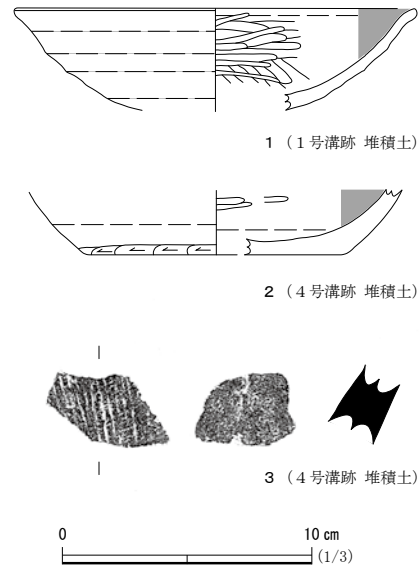 1 （1号溝跡 堆積土）
2 （4号溝跡 堆積土）
3 （4号溝跡 堆積土）
0 10 cm
(1/3)